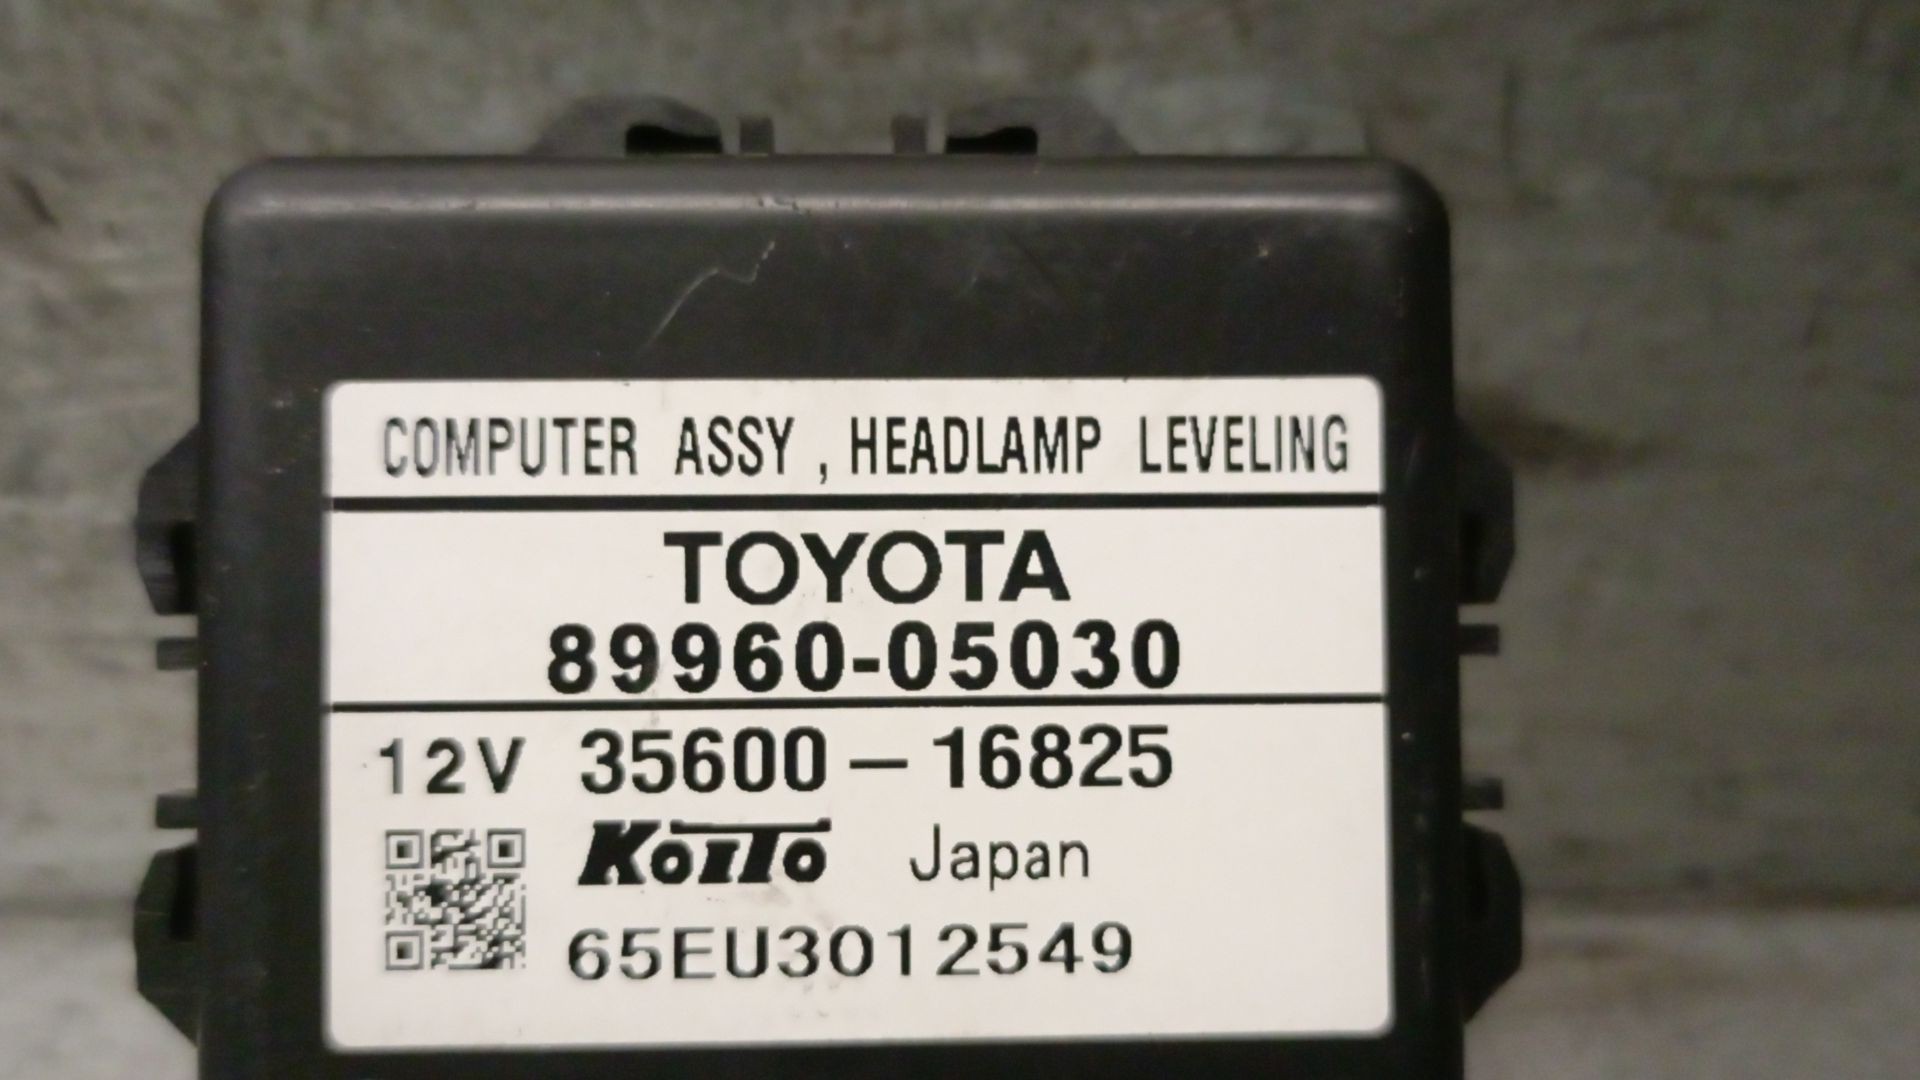 COMPUTER ASSY, HEADLAMP LEVELING
TOYOTA
89960-05030
12V 35600-16825
KOITO Japan
65EU3012549